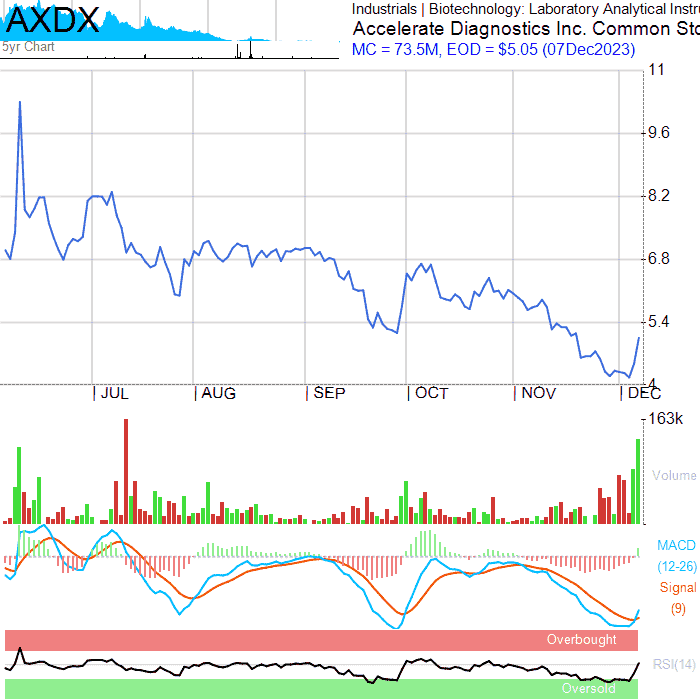 AXDX
5yr Chart
Industrials | Biotechnology: Laboratory Analytical Instru
Accelerate Diagnostics Inc. Common Sto
MC = 73.5M, EOD = $5.05 (07Dec2023)
11
9.6
8.2
6.8
5.4
4
JUL
AUG
SEP
OCT
NOV
DEC
163k
Volume
MACD
(12-26)
Signal
(9)
Overbought
RSI(14)
Oversold